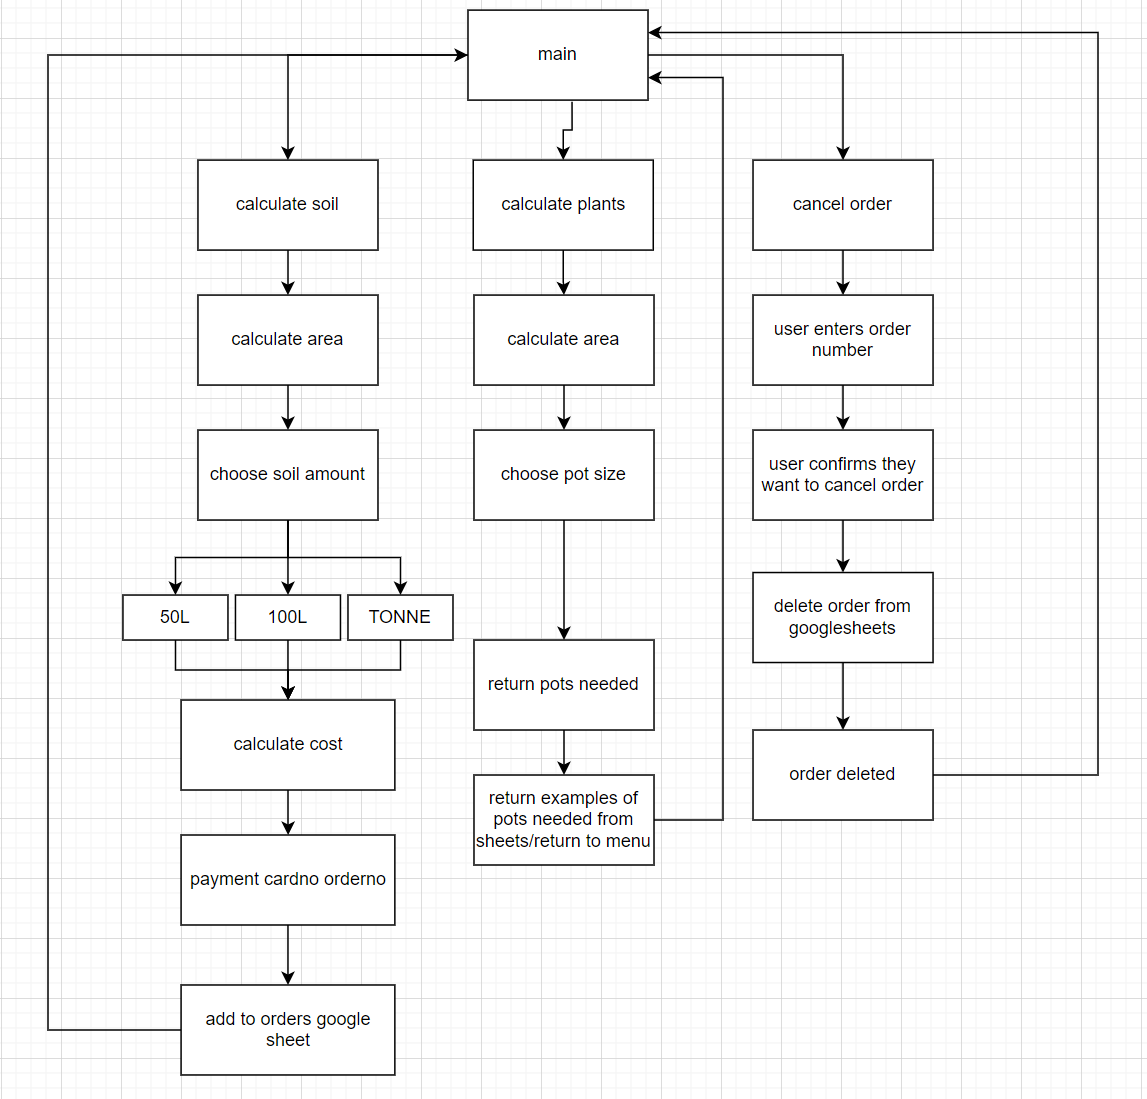 main
calculate soil
calculate plants
cancel order
calculate area
calculate area
user enters order
number
choose soil amount
choose pot size
user confirms they
want to cancel order
50L
100L
TONNE
delete order from
googlesheets
return pots needed
calculate cost
order deleted
return examples of
pots needed from
sheets/return to menu
payment cardno orderno
add to orders google
sheet